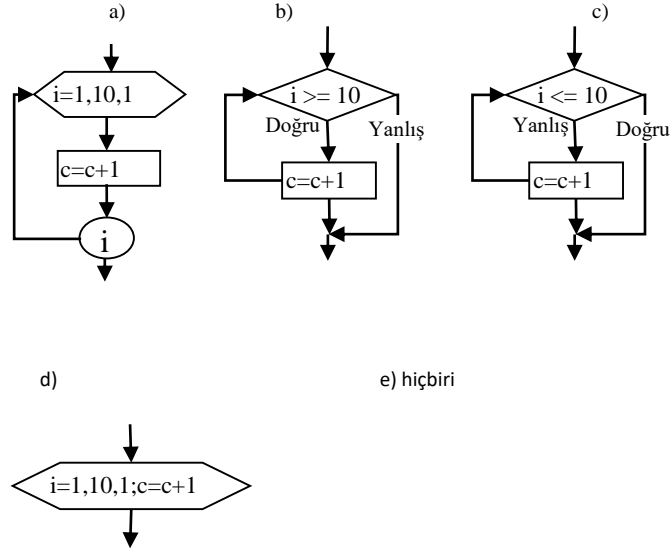 a) b) c)
i=1,10,1
i >= 10
i <= 10
Doğru
Yanlış
Yanlış
Doğru
c=c+1
c=c+1
c=c+1
i
d)
e) hiçbiri
i=1,10,1;c=c+1